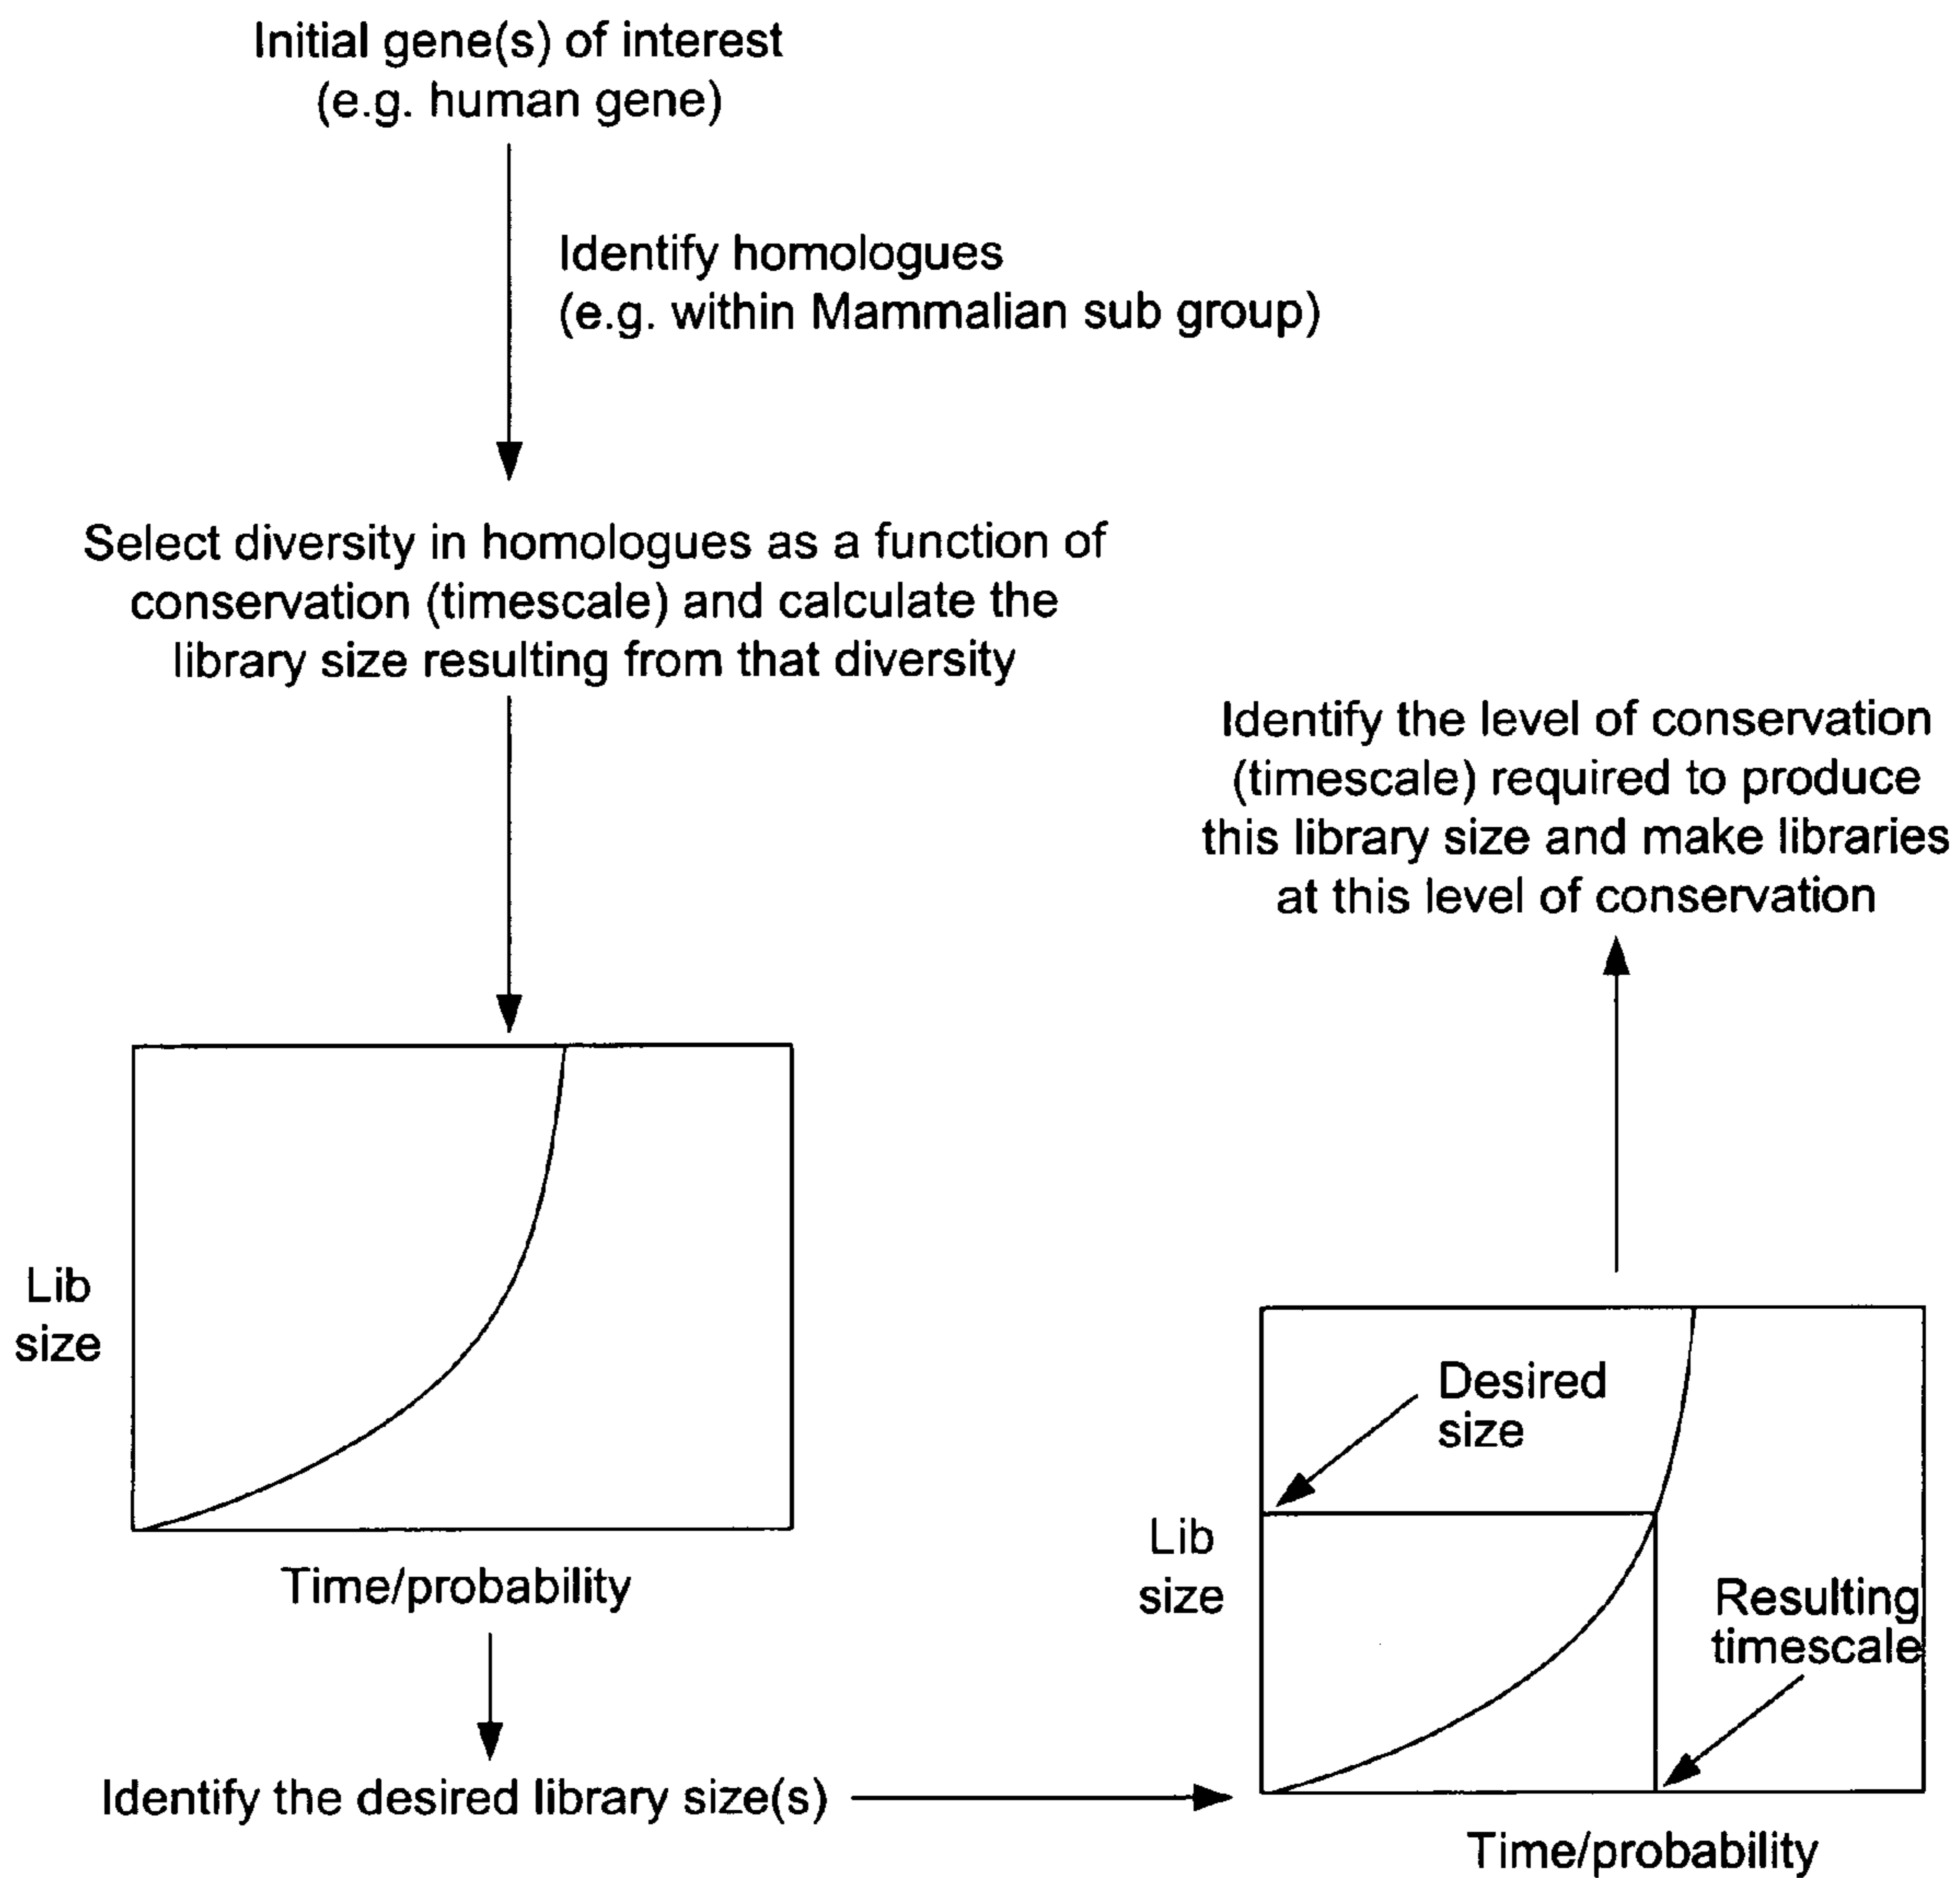 Initial gene(s) of interest
(e.g. human gene)
Identify homologues
(e.g. within Mammalian sub group)
Select diversity in homologues as a function of
conservation (timescale) and calculate the
library size resulting from that diversity
Lib
size
Time/probability
Identify the desired library size(s)
Desired
size
Lib
size
Resulting
timescale
Time/probability
Identify the level of conservation
(timescale) required to produce
this library size and make libraries
at this level of conservation